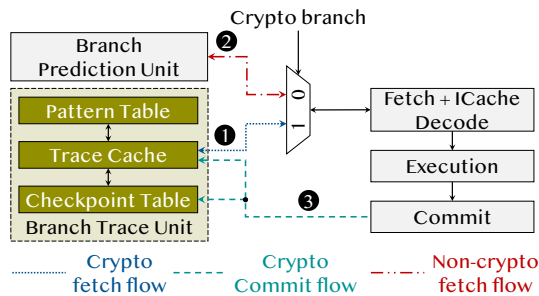 Crypto branch
Branch
Prediction Unit
2
Pattern Table
Trace Cache
Checkpoint Table
Branch Trace Unit
1
0
1
3
Fetch + ICache
Decode
Execution
Commit
Crypto
fetch flow
Crypto
Commit flow
Non-crypto
fetch flow